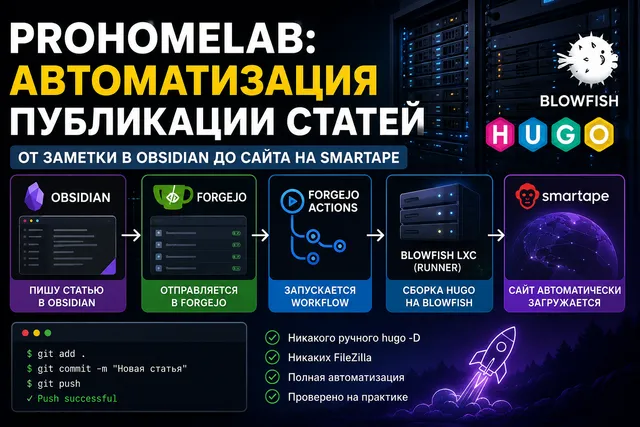 PROHOMELAB:
АВТОМАТИЗАЦИЯ
ПУБЛИКАЦИИ СТАТЕЙ
BLOWFISH
HUGO
ОТ ЗАМЕТКИ В OBSIDIAN ДО САЙТА НА SMARTAPE
OBSIDIAN
ПИШУ СТАТЬЮ
В OBSIDIAN
FORGEJO
ОТПРАВЛЯЕТСЯ
В FORGEJO
FORGEJO
ACTIONS
ЗАПУСКАЕТСЯ
WORKFLOW
BLOWFISH LXC
(RUNNER)
СБОРКА HUGO
НА BLOWFISH
smartape
САЙТ АВТОМАТИЧЕСКИ
ЗАГРУЖАЕТСЯ
$ git add .
$ git commit -m "Новая статья"
$ git push
✓ Push successful
Никакого ручного hugo -D
Никаких FileZilla
Полная автоматизация
Проверено на практике